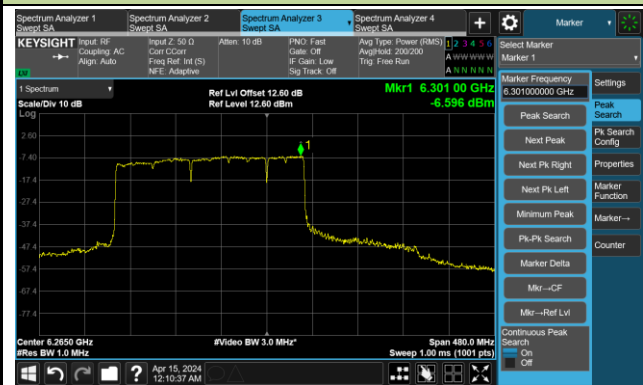 Spectrum Analyzer 1
Swept SA
Spectrum Analyzer 2
Swept SA
Spectrum Analyzer 3
Swept SA
Spectrum Analyzer 4
Swept SA
+
Marker
KEYSIGHT
Input: RF
Coupling: AC
Align: Auto
Input Z: 50 Ω
Corr CCorr
Freq Ref: Int (S)
NFE: Adaptive
Atten: 10 dB
PNO: Fast
Gate: Off
IF Gain: Low
Sig Track: Off
Avg Type: Power (RMS)
Avg|Hold: 200/200
Trig: Free Run
1 2 3 4 5 6
A W W W W W
A N N N N N
LXI
Select Marker
Marker 1
1 Spectrum
Scale/Div 10 dB
Log
Ref Lvl Offset 12.60 dB
Ref Level 12.60 dBm
Mkr1 6.301 00 GHz
-6.596 dBm
1
2.60
-7.40
-17.4
-27.4
-37.4
-47.4
-57.4
-67.4
-77.4
Center 6.2650 GHz
#Res BW 1.0 MHz
#Video BW 3.0 MHz*
Span 480.0 MHz
Sweep 1.00 ms (1001 pts)
Marker Frequency
6.301000000 GHz
Peak Search
Next Peak
Next Pk Right
Next Pk Left
Minimum Peak
Pk-Pk Search
Marker Delta
Mkr→CF
Mkr→Ref Lvl
Continuous Peak
Search
On
Off
Settings
Peak
Search
Pk Search
Config
Properties
Marker
Function
Marker→
Counter
?
Apr 15, 2024
12:10:37 AM